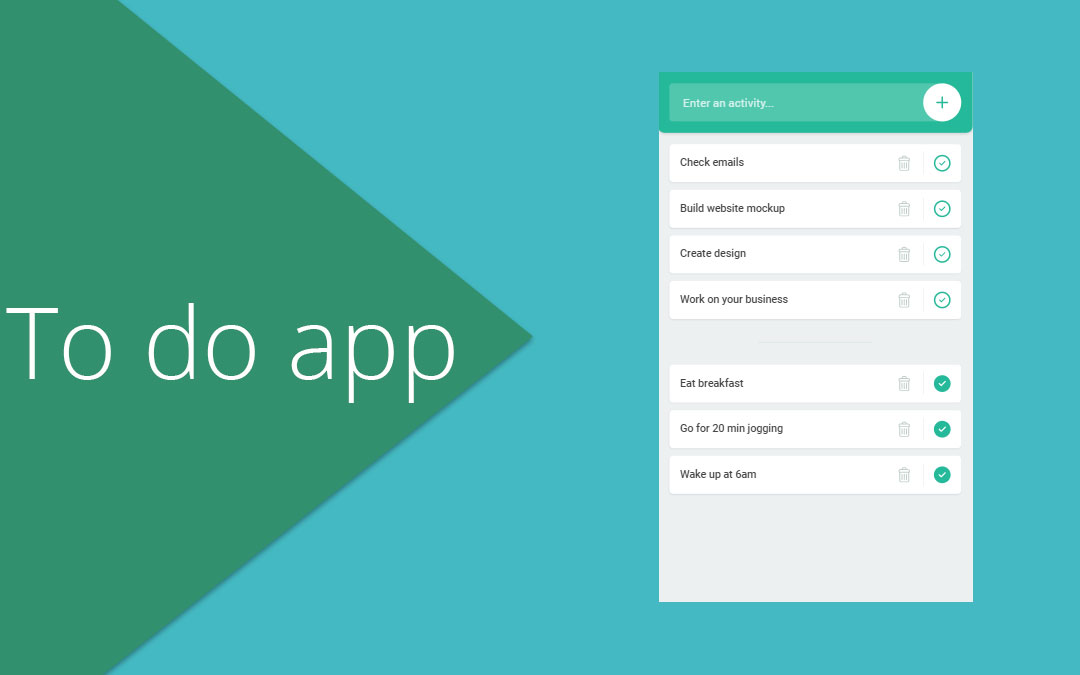 To do app
Enter an activity...
Check emails
Build website mockup
Create design
Work on your business
Eat breakfast
Go for 20 min jogging
Wake up at 6am